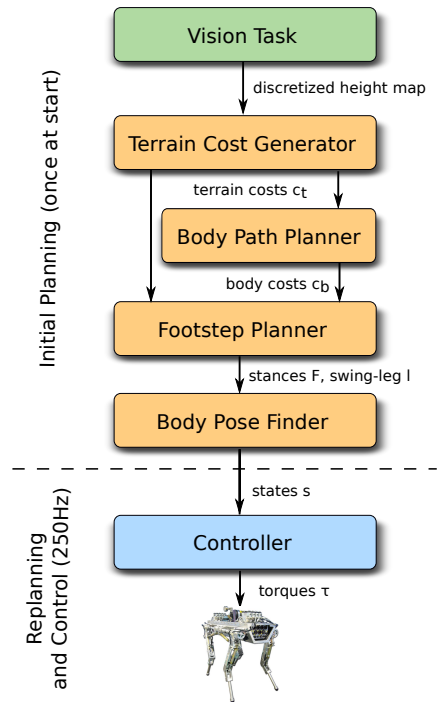 Vision Task
discretized height map
Terrain Cost Generator
terrain costs ct
Body Path Planner
body costs cb
Footstep Planner
stances F, swing-leg l
Body Pose Finder
Initial Planning (once at start)
states s
Controller
torques τ
Replanning
and Control (250Hz)